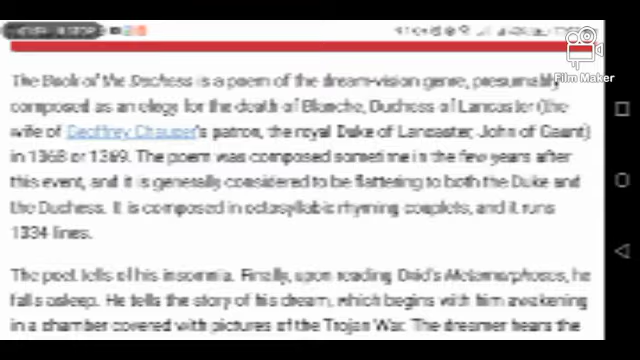 Film Maker
The Book of the Duchess is a poem of the dream-vision genre, presumably
composed as an elegy for the death of Blanche, Duchess of Lancaster (the
wife of Geoffrey Chaucer's patron, the royal Duke of Lancaster, John of Gaunt)
in 1368 or 1369. The poem was composed sometime in the few years after
this event, and it is generally considered to be flattering to both the Duke and
the Duchess. It is composed in octosyllabic rhyming couplets, and it runs
1334 lines.
The poet tells of his insomnia. Finally, upon reading Ovid's Metamorphoses, he
falls asleep. He tells the story of his dream, which begins with him awakening
in a chamber covered with pictures of the Trojan War. The dreamer hears the